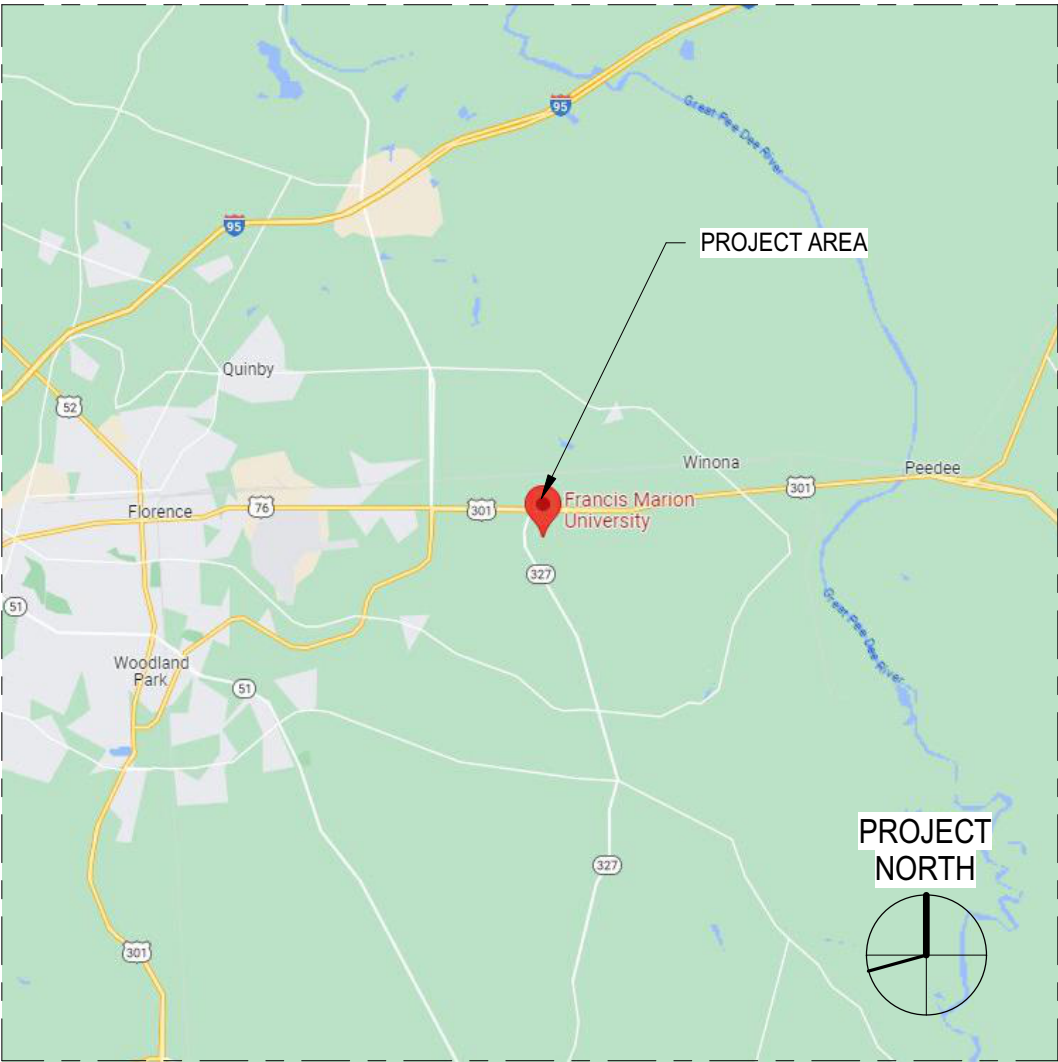 95
Great Pee Dee River
95
PROJECT AREA
Quinby
52
Winona
Peedee
301
Francis Marion
University
76
301
Florence
327
51
Great Pee Dee River
Woodland
Park
51
PROJECT
NORTH
327
301